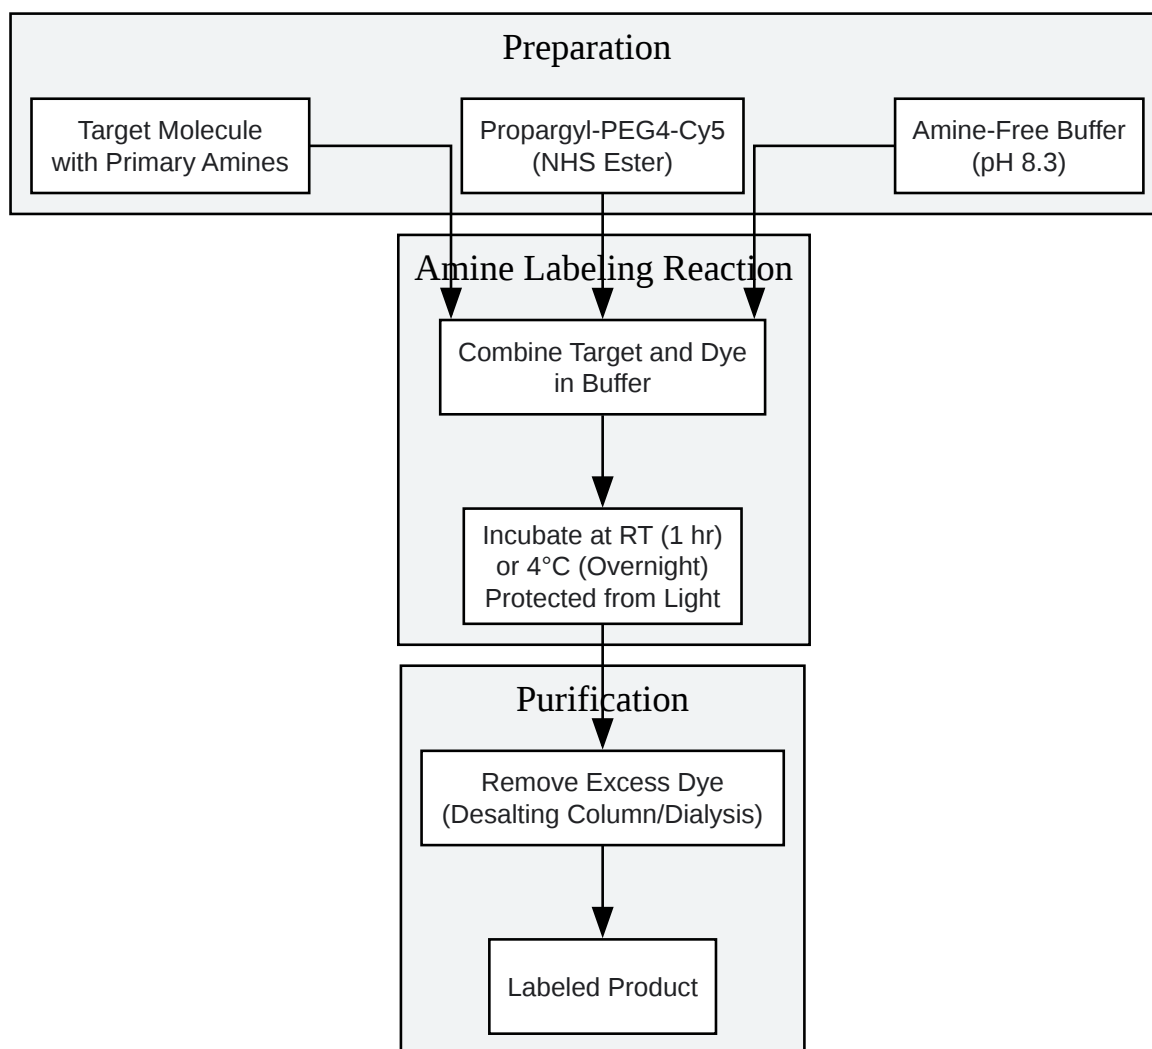 Preparation
Target Molecule
with Primary Amines
Propargyl-PEG4-Cy5
(NHS Ester)
Amine-Free Buffer
(pH 8.3)
Amine Labeling Reaction
Combine Target and Dye
in Buffer
Incubate at RT (1 hr)
or 4°C (Overnight)
Protected from Light
Purification
Remove Excess Dye
(Desalting Column/Dialysis)
Labeled Product